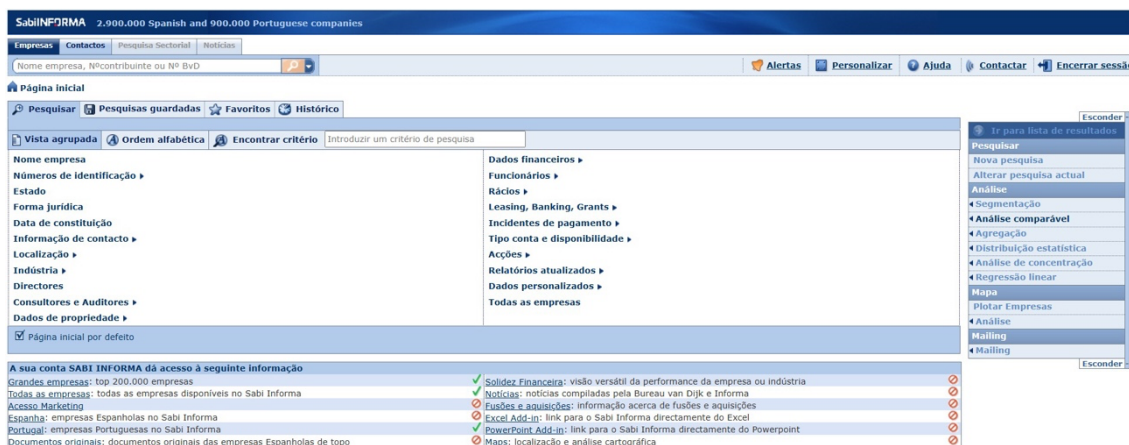 SabiINFORMA 2.900.000 Spanish and 900.000 Portuguese companies
Empresas Contactos Pesquisa Sectorial Notícias
Nome empresa, Nºcontribuinte ou Nº BvD
Alertas Personalizar Ajuda Contactar Encerrar sessã
Página inicial
Pesquisar Pesquisas guardadas Favoritos Histórico
Vista agrupada Ordem alfabética Encontrar critério Introduzir um critério de pesquisa
Nome empresa
Números de identificação
Estado
Forma jurídica
Data de constituição
Informação de contacto
Localização
Indústria
Directores
Consultores e Auditores
Dados de propriedade
Dados financeiros
Funcionários
Rácios
Leasing, Banking, Grants
Incidentes de pagamento
Tipo conta e disponibilidade
Acções
Relatórios atualizados
Dados personalizados
Todas as empresas
Página inicial por defeito
Esconder
Ir para lista de resultados
Pesquisar
Nova pesquisa
Alterar pesquisa actual
Análise
Segmentação
Análise comparável
Agregação
Distribuição estatística
Análise de concentração
Regressão linear
Mapa
Plotar Empresas
Análise
Mailing
Mailing
Esconder
A sua conta SABI INFORMA dá acesso à seguinte informação
Grandes empresas: top 200.000 empresas
Todas as empresas: todas as empresas disponíveis no Sabi Informa
Acesso Marketing
Espanha: empresas Espanholas no Sabi Informa
Portugal: empresas Portuguesas no Sabi Informa
Documentos originais: documentos originais das empresas Espanholas de topo
Solidez Financeira: visão versátil da performance da empresa ou indústria
Notícias: notícias compiladas pela Bureau van Dijk e Informa
Fusões e aquisições: informação acerca de fusões e aquisições
Excel Add-in: link para o Sabi Informa directamente do Excel
PowerPoint Add-in: link para o Sabi Informa directamente do Powerpoint
Maps: localização e análise cartográfica